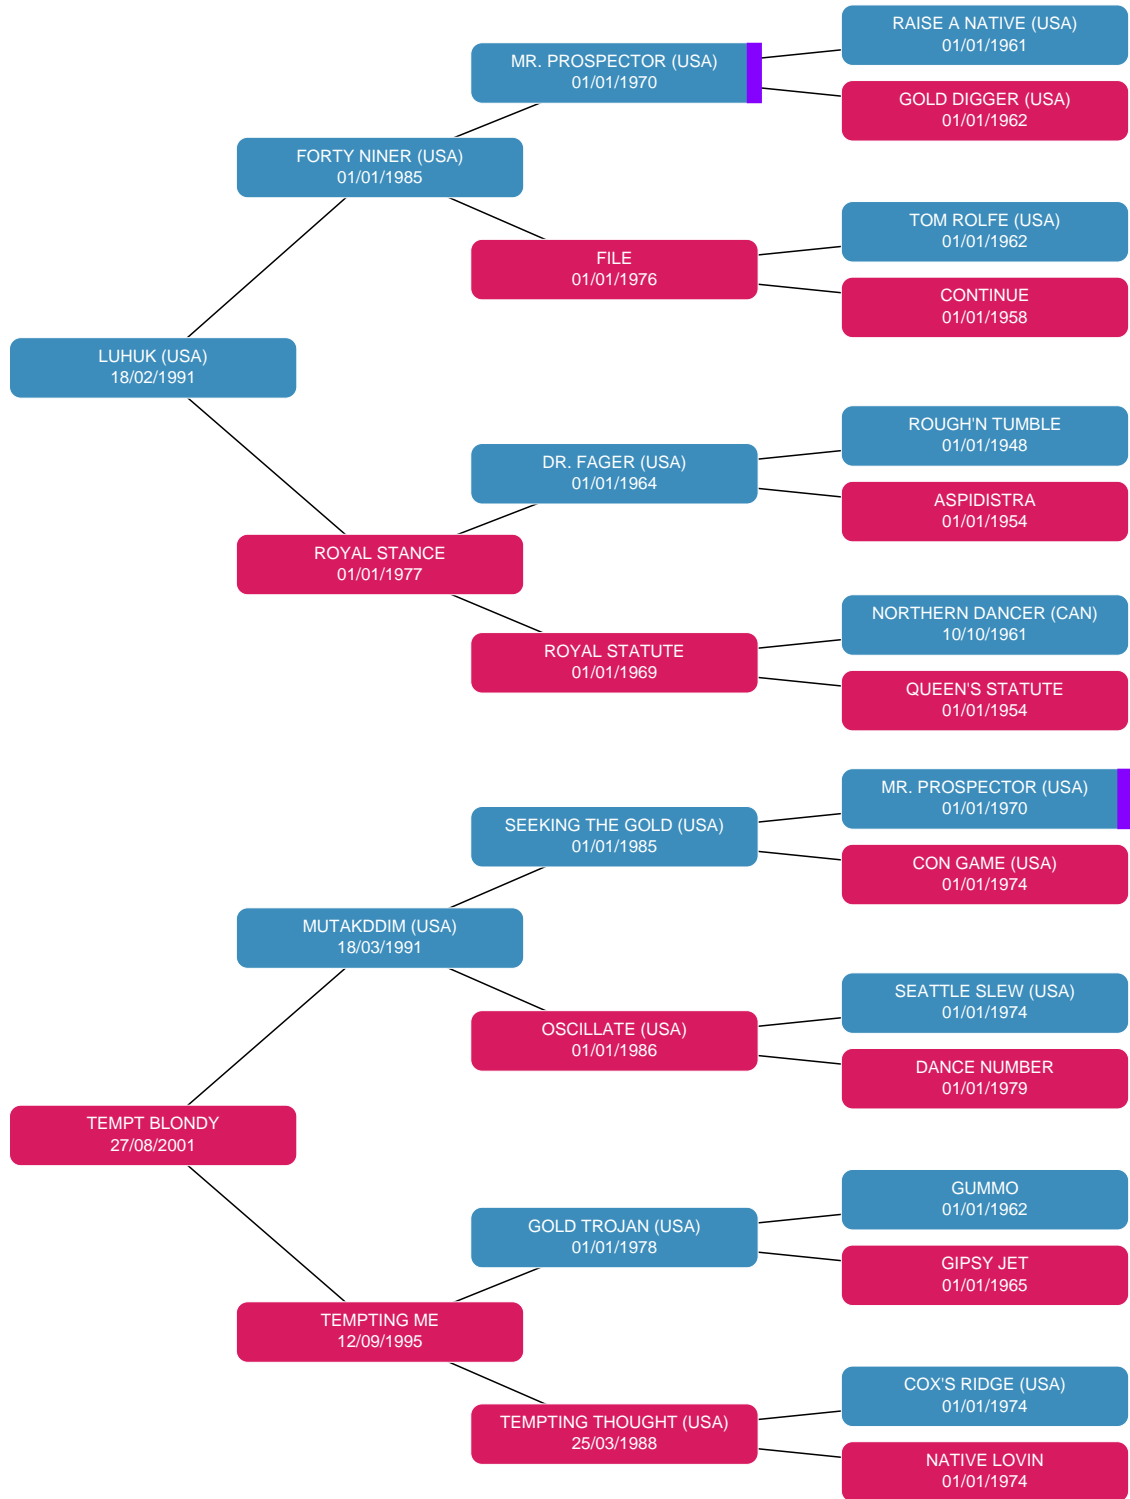 RAISE A NATIVE (USA)
01/01/1961
MR. PROSPECTOR (USA)
01/01/1970
GOLD DIGGER (USA)
01/01/1962
FORTY NINER (USA)
01/01/1985
TOM ROLFE (USA)
01/01/1962
FILE
01/01/1976
CONTINUE
01/01/1958
LUHUK (USA)
18/02/1991
ROUGH'N TUMBLE
01/01/1948
DR. FAGER (USA)
01/01/1964
ASPIDISTRA
01/01/1954
ROYAL STANCE
01/01/1977
NORTHERN DANCER (CAN)
10/10/1961
ROYAL STATUTE
01/01/1969
QUEEN'S STATUTE
01/01/1954
MR. PROSPECTOR (USA)
01/01/1970
SEEKING THE GOLD (USA)
01/01/1985
CON GAME (USA)
01/01/1974
MUTAKDDIM (USA)
18/03/1991
SEATTLE SLEW (USA)
01/01/1974
OSCILLATE (USA)
01/01/1986
DANCE NUMBER
01/01/1979
TEMPT BLONDY
27/08/2001
GUMMO
01/01/1962
GOLD TROJAN (USA)
01/01/1978
GIPSY JET
01/01/1965
TEMPTING ME
12/09/1995
COX'S RIDGE (USA)
01/01/1974
TEMPTING THOUGHT (USA)
25/03/1988
NATIVE LOVIN
01/01/1974